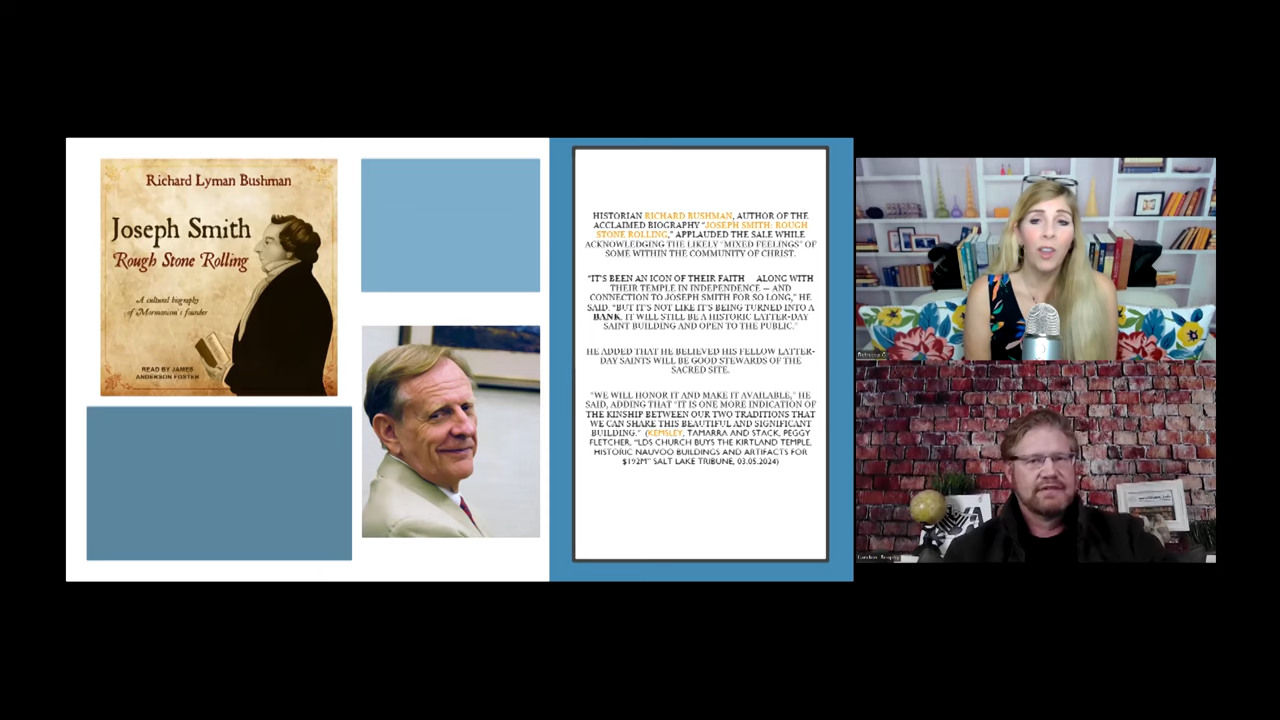 Richard Lyman Bushman
Joseph Smith
Rough Stone Rolling
A cultural biography
of Mormonism's founder
READ BY JAMES
ANDERSON FOSTER
HISTORIAN RICHARD BUSHMAN, AUTHOR OF THE
ACCLAIMED BIOGRAPHY "JOSEPH SMITH: ROUGH
STONE ROLLING," APPLAUDED THE SALE WHILE
ACKNOWLEDGING THE LIKELY "MIXED FEELINGS" OF
SOME WITHIN THE COMMUNITY OF CHRIST.
"IT'S BEEN AN ICON OF THEIR FAITH — ALONG WITH
THEIR TEMPLE IN INDEPENDENCE — AND
CONNECTION TO JOSEPH SMITH FOR SO LONG," HE
SAID. "BUT IT'S NOT LIKE IT'S BEING TURNED INTO A
BANK. IT WILL STILL BE A HISTORIC LATTER-DAY
SAINT BUILDING AND OPEN TO THE PUBLIC."
HE ADDED THAT HE BELIEVED HIS FELLOW LATTER-
DAY SAINTS WILL BE GOOD STEWARDS OF THE
SACRED SITE.
"WE WILL HONOR IT AND MAKE IT AVAILABLE," HE
SAID, ADDING THAT "IT IS ONE MORE INDICATION OF
THE KINSHIP BETWEEN OUR TWO TRADITIONS THAT
WE CAN SHARE THIS BEAUTIFUL AND SIGNIFICANT
BUILDING." (KEMSLEY, TAMARRA AND STACK, PEGGY
FLETCHER, "LDS CHURCH BUYS THE KIRTLAND TEMPLE,
HISTORIC NAUVOO BUILDINGS AND ARTIFACTS FOR
$192M" SALT LAKE TRIBUNE, 03.05.2024)
Rebecca G
Landon Brophy